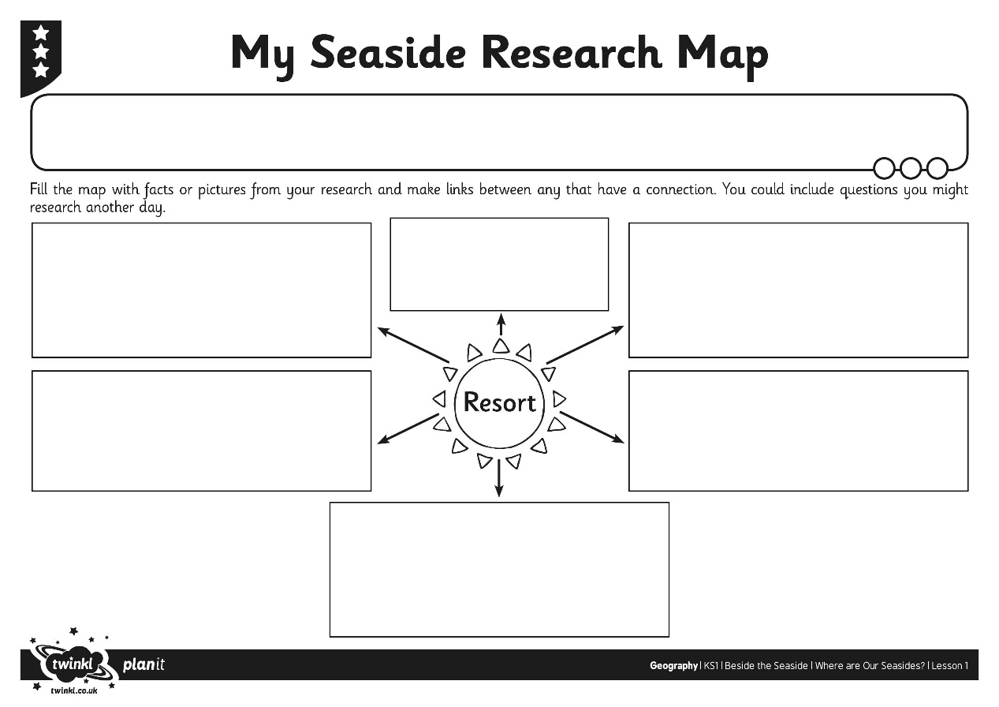 My Seaside Research Map
Fill the map with facts or pictures from your research and make links between any that have a connection. You could include questions you might
research another day.
Resort
twinkl planit
twinkl.co.uk
Geography | KS1 | Beside the Seaside | Where are Our Seasides? | Lesson 1